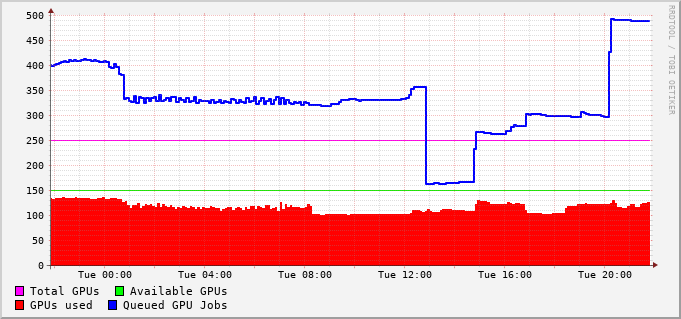 500
450
400
350
300
250
200
150
100
50
0
Tue 00:00 Tue 04:00 Tue 08:00 Tue 12:00 Tue 16:00 Tue 20:00
Total GPUs Available GPUs
GPUs used Queued GPU Jobs
RRDTOOL / TOBI OETIKER